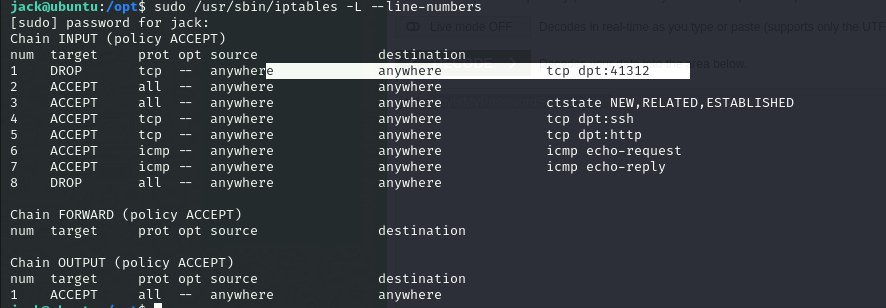 jack@ubuntu:/opt$ sudo /usr/sbin/iptables -L --line-numbers
Live mode OFF Decodes in real-time as you type or paste (supports only the UTF
[sudo] password for jack:
Chain INPUT (policy ACCEPT)
num target prot opt source destination
1 DROP tcp -- anywhere anywhere tcp dpt:41312
2 ACCEPT all -- anywhere anywhere
3 ACCEPT all -- anywhere anywhere ctstate NEW,RELATED,ESTABLISHED
4 ACCEPT tcp -- anywhere anywhere tcp dpt:ssh
5 ACCEPT tcp -- anywhere anywhere tcp dpt:http
6 ACCEPT icmp -- anywhere anywhere icmp echo-request
7 ACCEPT icmp -- anywhere anywhere icmp echo-reply
8 DROP all -- anywhere anywhere
Chain FORWARD (policy ACCEPT)
num target prot opt source destination
Chain OUTPUT (policy ACCEPT)
num target prot opt source destination
1 ACCEPT all -- anywhere anywhere
jack@ubuntu:/opt$